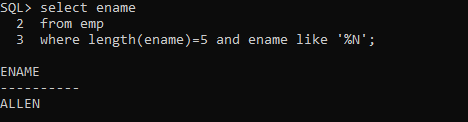 SQL> select ename
  2  from emp
  3  where length(ename)=5 and ename like '%N';

ENAME
----------
ALLEN